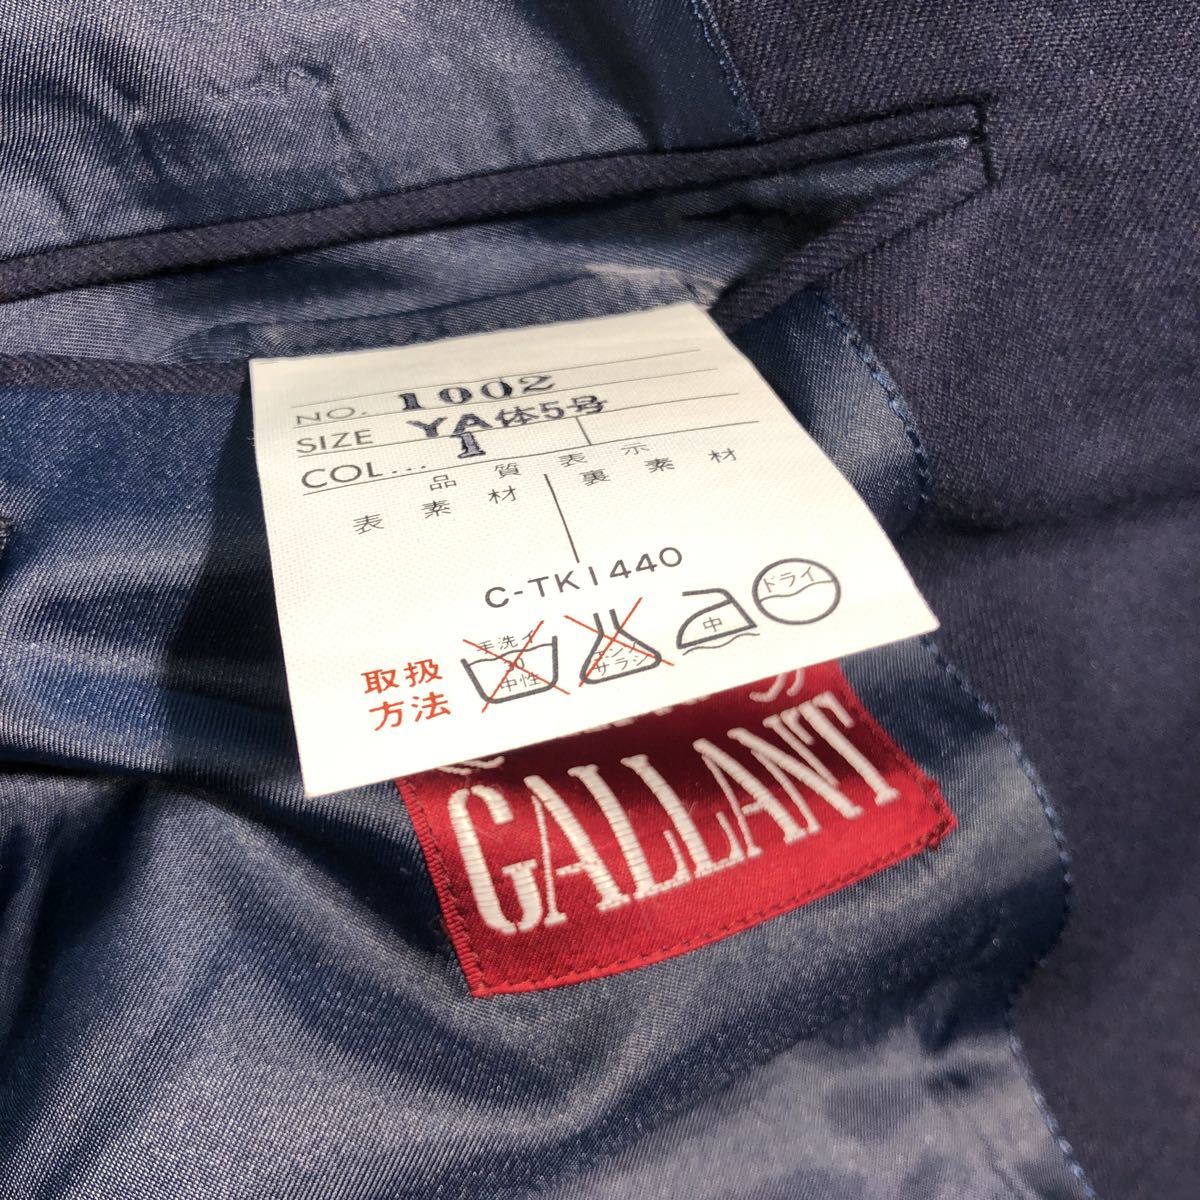 NO. 1002
SIZE YA体5号
COL... 1
品質表示
表素材 裏素材
C-TK1440
取扱
方法
手洗イ
30
中性
エンソ
サラシ
中
ドライ
GALLANT